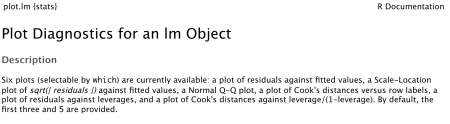 plot.lm {stats} R Documentation
Plot Diagnostics for an lm Object
Description
Six plots (selectable by which) are currently available: a plot of residuals against fitted values, a Scale-Location
plot of sqrt(| residuals |) against fitted values, a Normal Q-Q plot, a plot of Cook's distances versus row labels, a
plot of residuals against leverages, and a plot of Cook's distances against leverage/(1-leverage). By default, the
first three and 5 are provided.